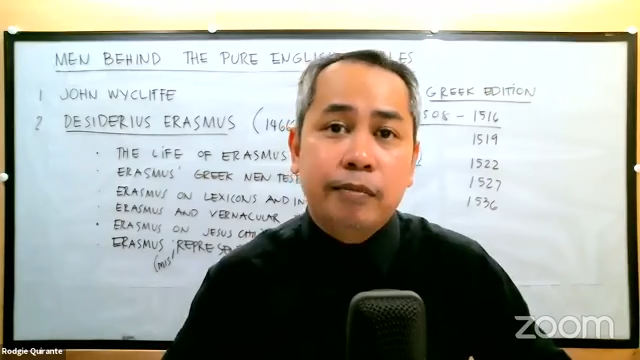 MEN BEHIND THE PURE ENGLISH
GREEK EDITION
1 JOHN WYCLIFFE
1516
2 DESIDERIUS ERASMUS
1519
• THE LIFE OF ERASMUS
1522
• ERASMUS' GREEK NEW
1527
• ERASMUS ON LEXICONS AND
1536
• ERASMUS AND VERNACULAR
• ERASMUS ON JESUS
• ERASMUS
(mis)
zoom
Rodgie Quirante